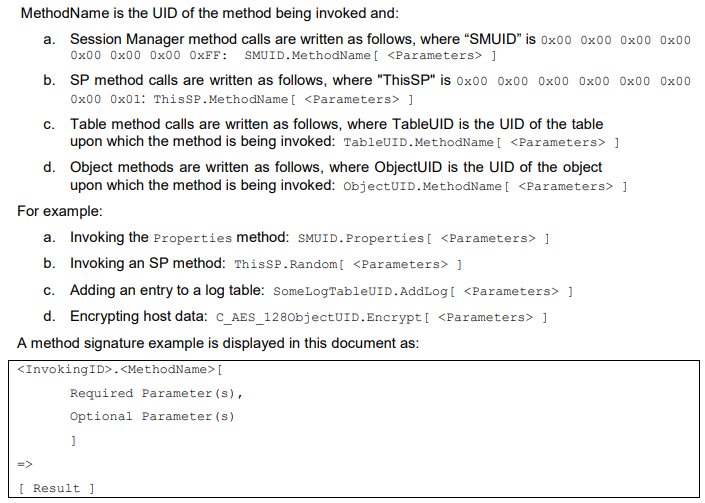 MethodName is the UID of the method being invoked and:
a. Session Manager method calls are written as follows, where “SMUID” is 0x00 0x00 0x00 0x00
0x00 0x00 0x00 0xFF: SMUID.MethodName[ <Parameters> ]
b. SP method calls are written as follows, where "ThisSP" is 0x00 0x00 0x00 0x00 0x00 0x00
0x00 0x01: ThisSP.MethodName[ <Parameters> ]
c. Table method calls are written as follows, where TableUID is the UID of the table
upon which the method is being invoked: TableUID.MethodName[ <Parameters> ]
d. Object methods are written as follows, where ObjectUID is the UID of the object
upon which the method is being invoked: ObjectUID.MethodName[ <Parameters> ]
For example:
a. Invoking the Properties method: SMUID.Properties[ <Parameters> ]
b. Invoking an SP method: ThisSP.Random[ <Parameters> ]
c. Adding an entry to a log table: SomeLogTableUID.AddLog[ <Parameters> ]
d. Encrypting host data: C_AES_128ObjectUID.Encrypt[ <Parameters> ]
A method signature example is displayed in this document as:
<InvokingID>.<MethodName>[
Required Parameter(s),
Optional Parameter(s)
]
=>
[ Result ]